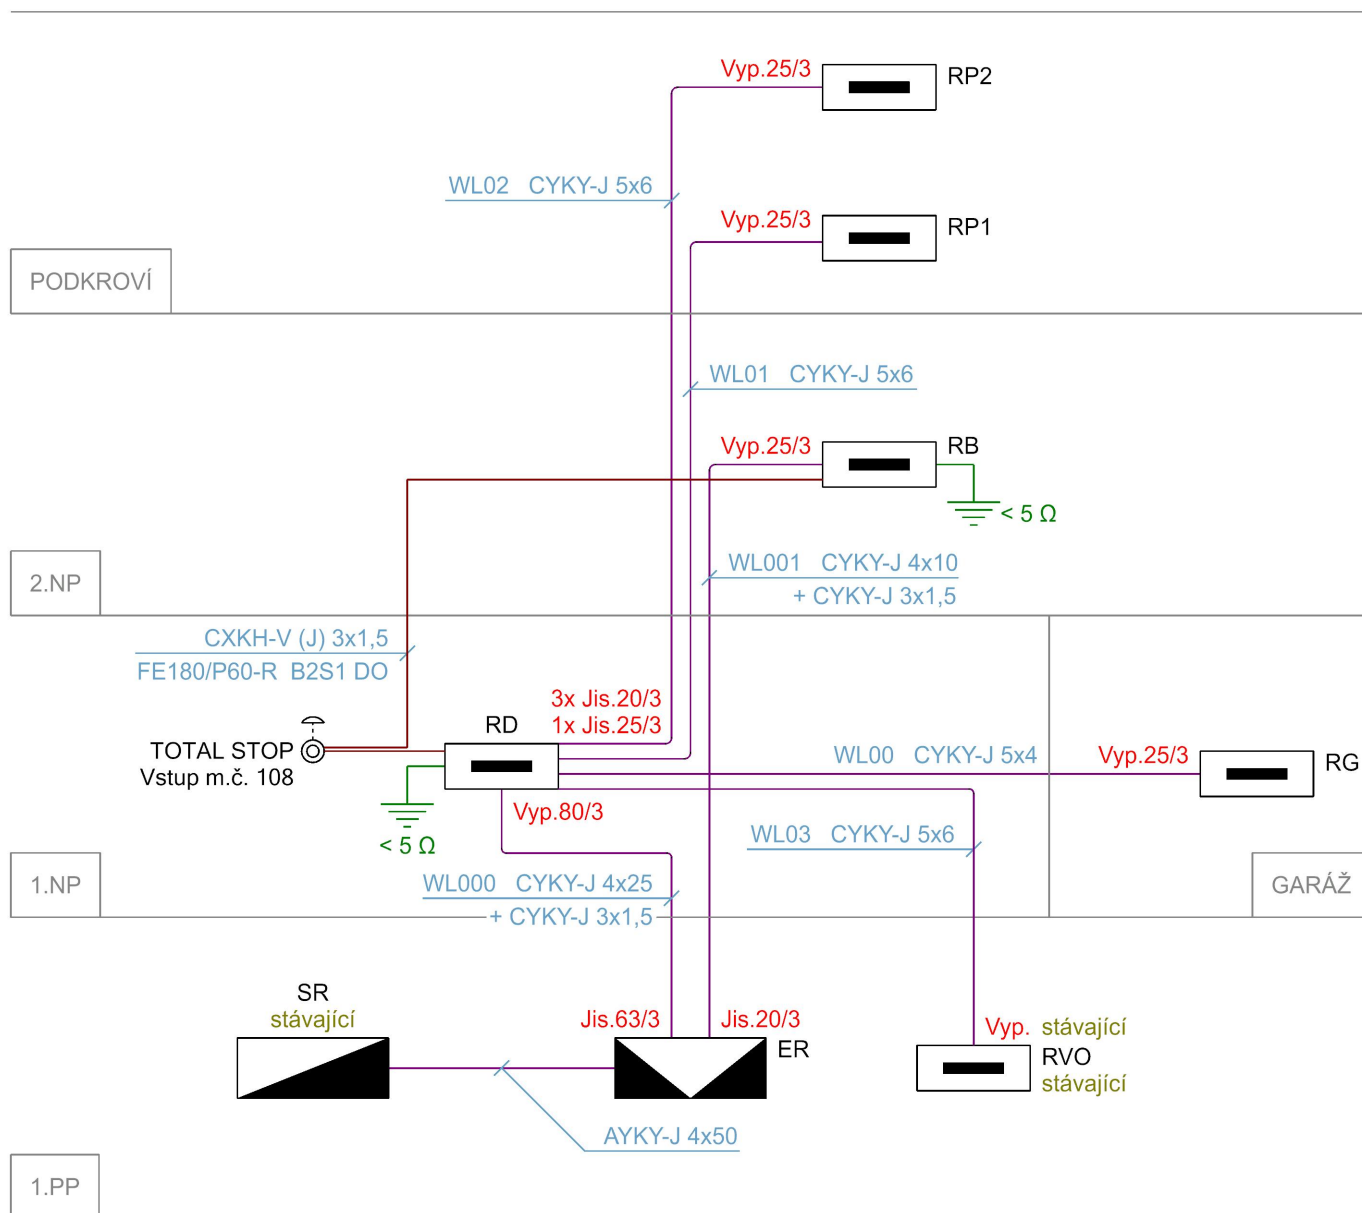 Vyp.25/3
RP2
WL02 CYKY-J 5x6
Vyp.25/3
RP1
PODKROVÍ
WL01 CYKY-J 5x6
Vyp.25/3
RB
< 5 Ω
WL001 CYKY-J 4x10
+ CYKY-J 3x1,5
2.NP
CXKH-V (J) 3x1,5
FE180/P60-R B2S1 DO
3x Jis.20/3
1x Jis.25/3
RD
TOTAL STOP
Vstup m.č. 108
WL00 CYKY-J 5x4
Vyp.25/3
RG
Vyp.80/3
< 5 Ω
WL03 CYKY-J 5x6
WL000 CYKY-J 4x25
+ CYKY-J 3x1,5
1.NP
GARÁŽ
SR
stávající
Jis.63/3
Jis.20/3
ER
Vyp. stávající
RVO
stávající
AYKY-J 4x50
1.PP